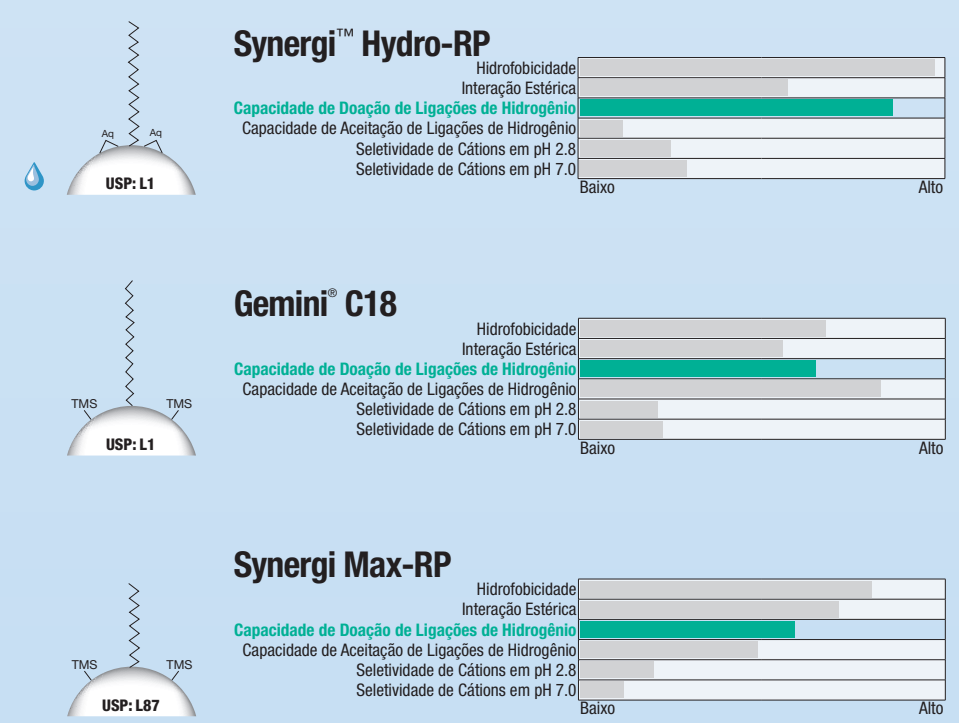 Synergi™ Hydro-RP
Hidrofobicidade
Interação Estérica
Capacidade de Doação de Ligações de Hidrogênio
Capacidade de Aceitação de Ligações de Hidrogênio
Seletividade de Cátions em pH 2.8
Seletividade de Cátions em pH 7.0
Baixo Alto
Aq Aq
USP: L1
Gemini® C18
Hidrofobicidade
Interação Estérica
Capacidade de Doação de Ligações de Hidrogênio
Capacidade de Aceitação de Ligações de Hidrogênio
Seletividade de Cátions em pH 2.8
Seletividade de Cátions em pH 7.0
Baixo Alto
TMS TMS
USP: L1
Synergi Max-RP
Hidrofobicidade
Interação Estérica
Capacidade de Doação de Ligações de Hidrogênio
Capacidade de Aceitação de Ligações de Hidrogênio
Seletividade de Cátions em pH 2.8
Seletividade de Cátions em pH 7.0
Baixo Alto
TMS TMS
USP: L87